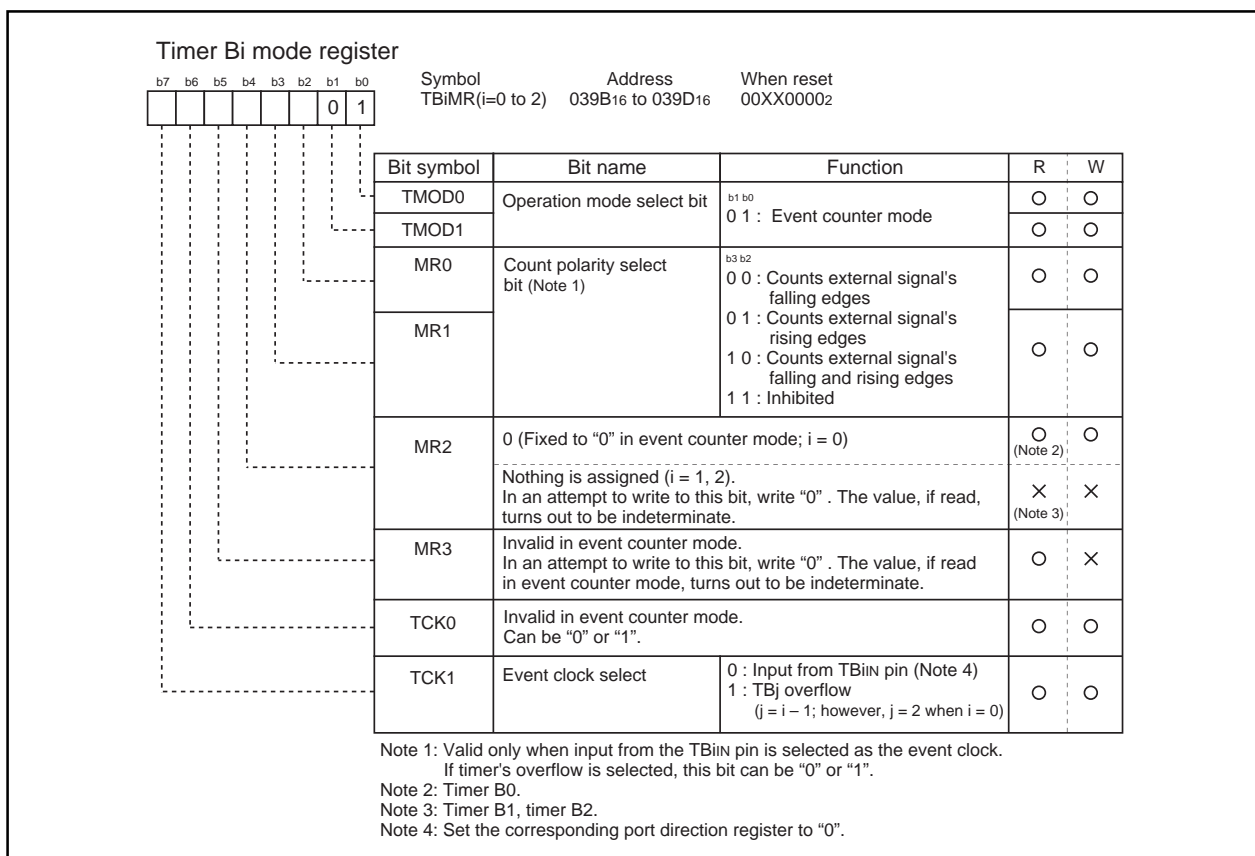 Timer Bi mode register
b7 b6 b5 b4 b3 b2 b1 b0
0 1
Symbol Address When reset
TBiMR(i=0 to 2) 039B16 to 039D16 00XX00002
Bit symbol Bit name Function R W
TMOD0 Operation mode select bit
b1 b0
0 1 : Event counter mode
TMOD1
MR0 Count polarity select
bit (Note 1)
b3 b2
0 0 : Counts external signal's
falling edges
0 1 : Counts external signal's
rising edges
MR1
1 0 : Counts external signal's
falling and rising edges
1 1 : Inhibited
MR2
0 (Fixed to “0” in event counter mode; i = 0)
(Note 2)
Nothing is assigned (i = 1, 2).
In an attempt to write to this bit, write “0” . The value, if read,
turns out to be indeterminate.
(Note 3)
MR3
Invalid in event counter mode.
In an attempt to write to this bit, write “0” . The value, if read
in event counter mode, turns out to be indeterminate.
TCK0
Invalid in event counter mode.
Can be “0” or “1”.
TCK1 Event clock select
0 : Input from TBiIN pin (Note 4)
1 : TBj overflow
(j = i – 1; however, j = 2 when i = 0)
Note 1: Valid only when input from the TBiIN pin is selected as the event clock.
If timer's overflow is selected, this bit can be “0” or “1”.
Note 2: Timer B0.
Note 3: Timer B1, timer B2.
Note 4: Set the corresponding port direction register to “0”.